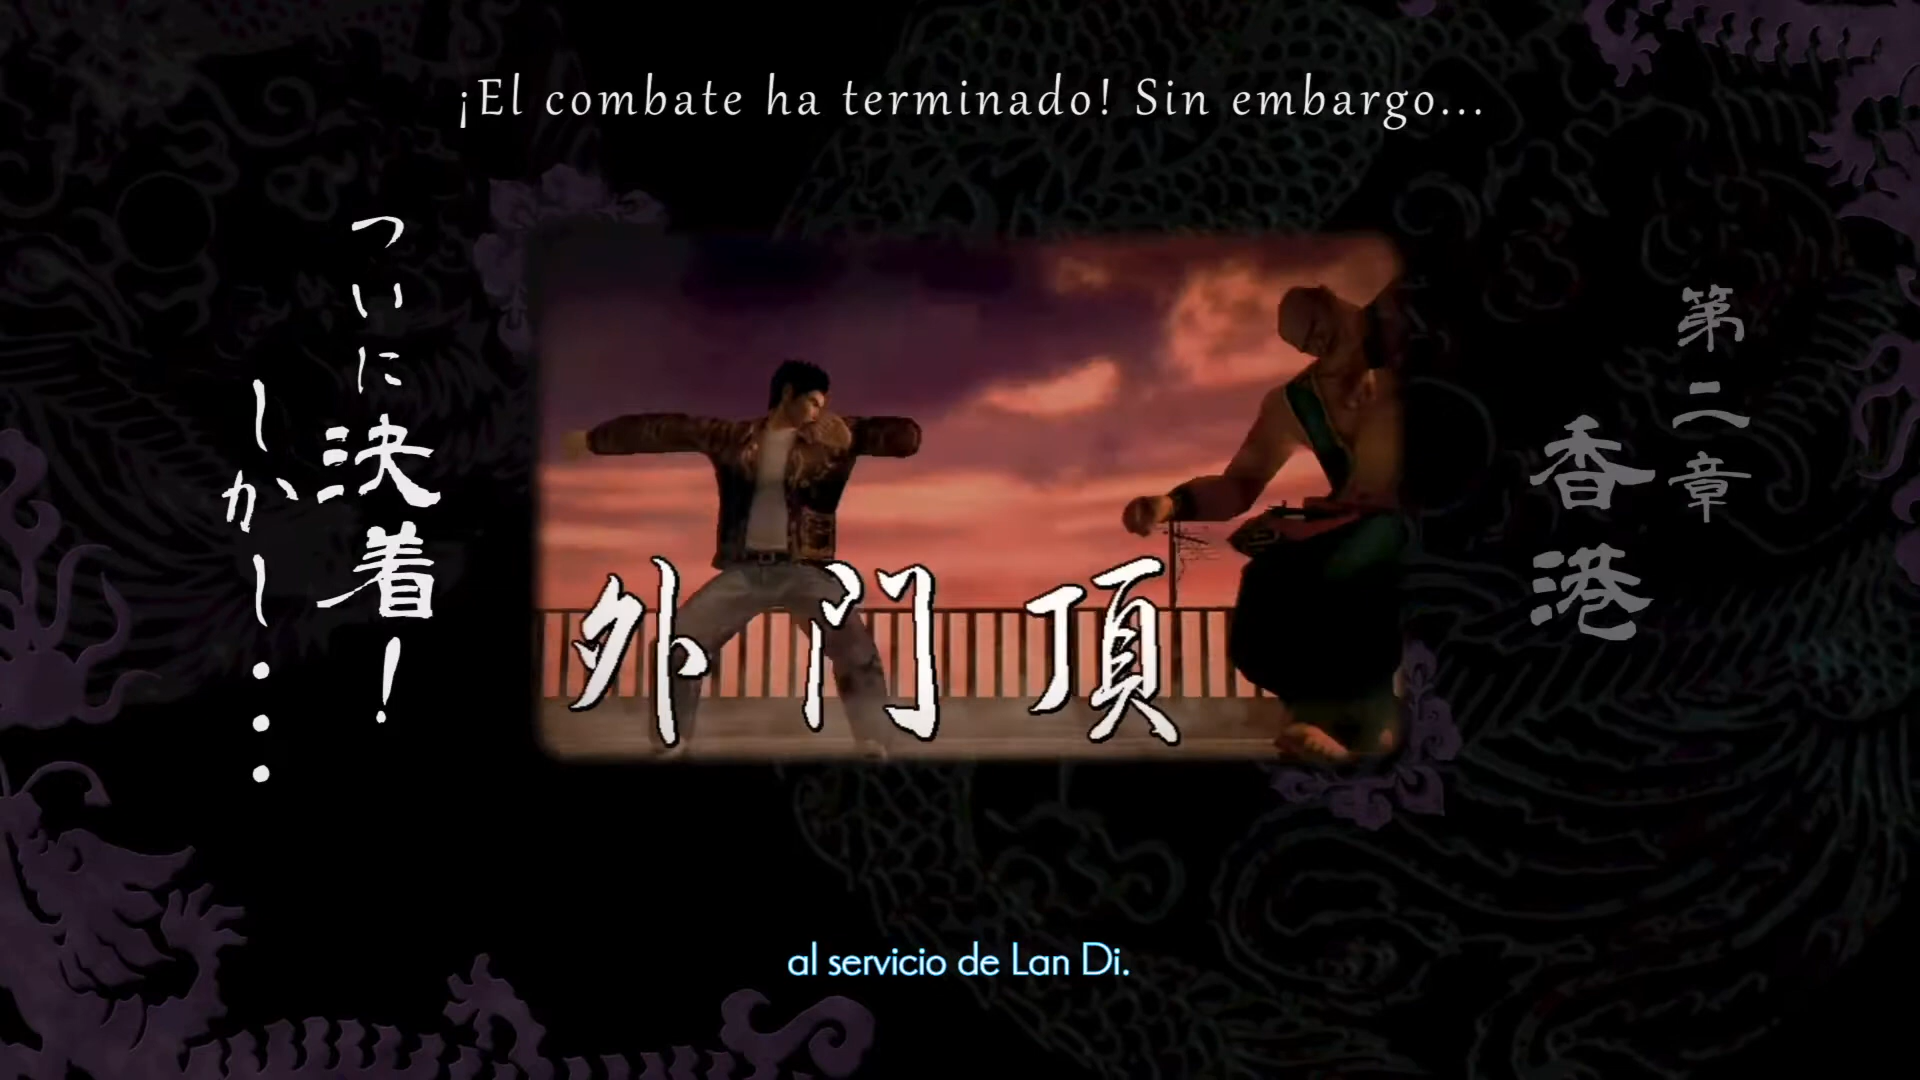 ¡El combate ha terminado! Sin embargo...
第二章
香港
ついに決着！
しかし…
外門頂
al servicio de Lan Di.